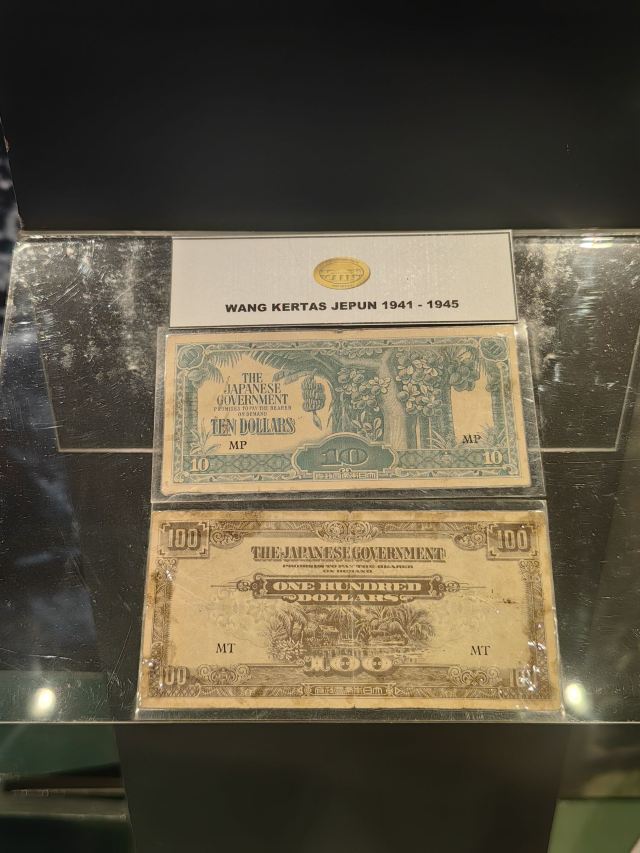 WANG KERTAS JEPUN 1941 - 1945
THE
JAPANESE
GOVERNMENT
PROMISES TO PAY THE BEARER
ON DEMAND
TEN DOLLARS
MP
MP
10
10
10
100
100
THE JAPANESE GOVERNMENT
PROMISES TO PAY THE BEARER
ON DEMAND
ONE HUNDRED
DOLLARS
MT
MT
100
00